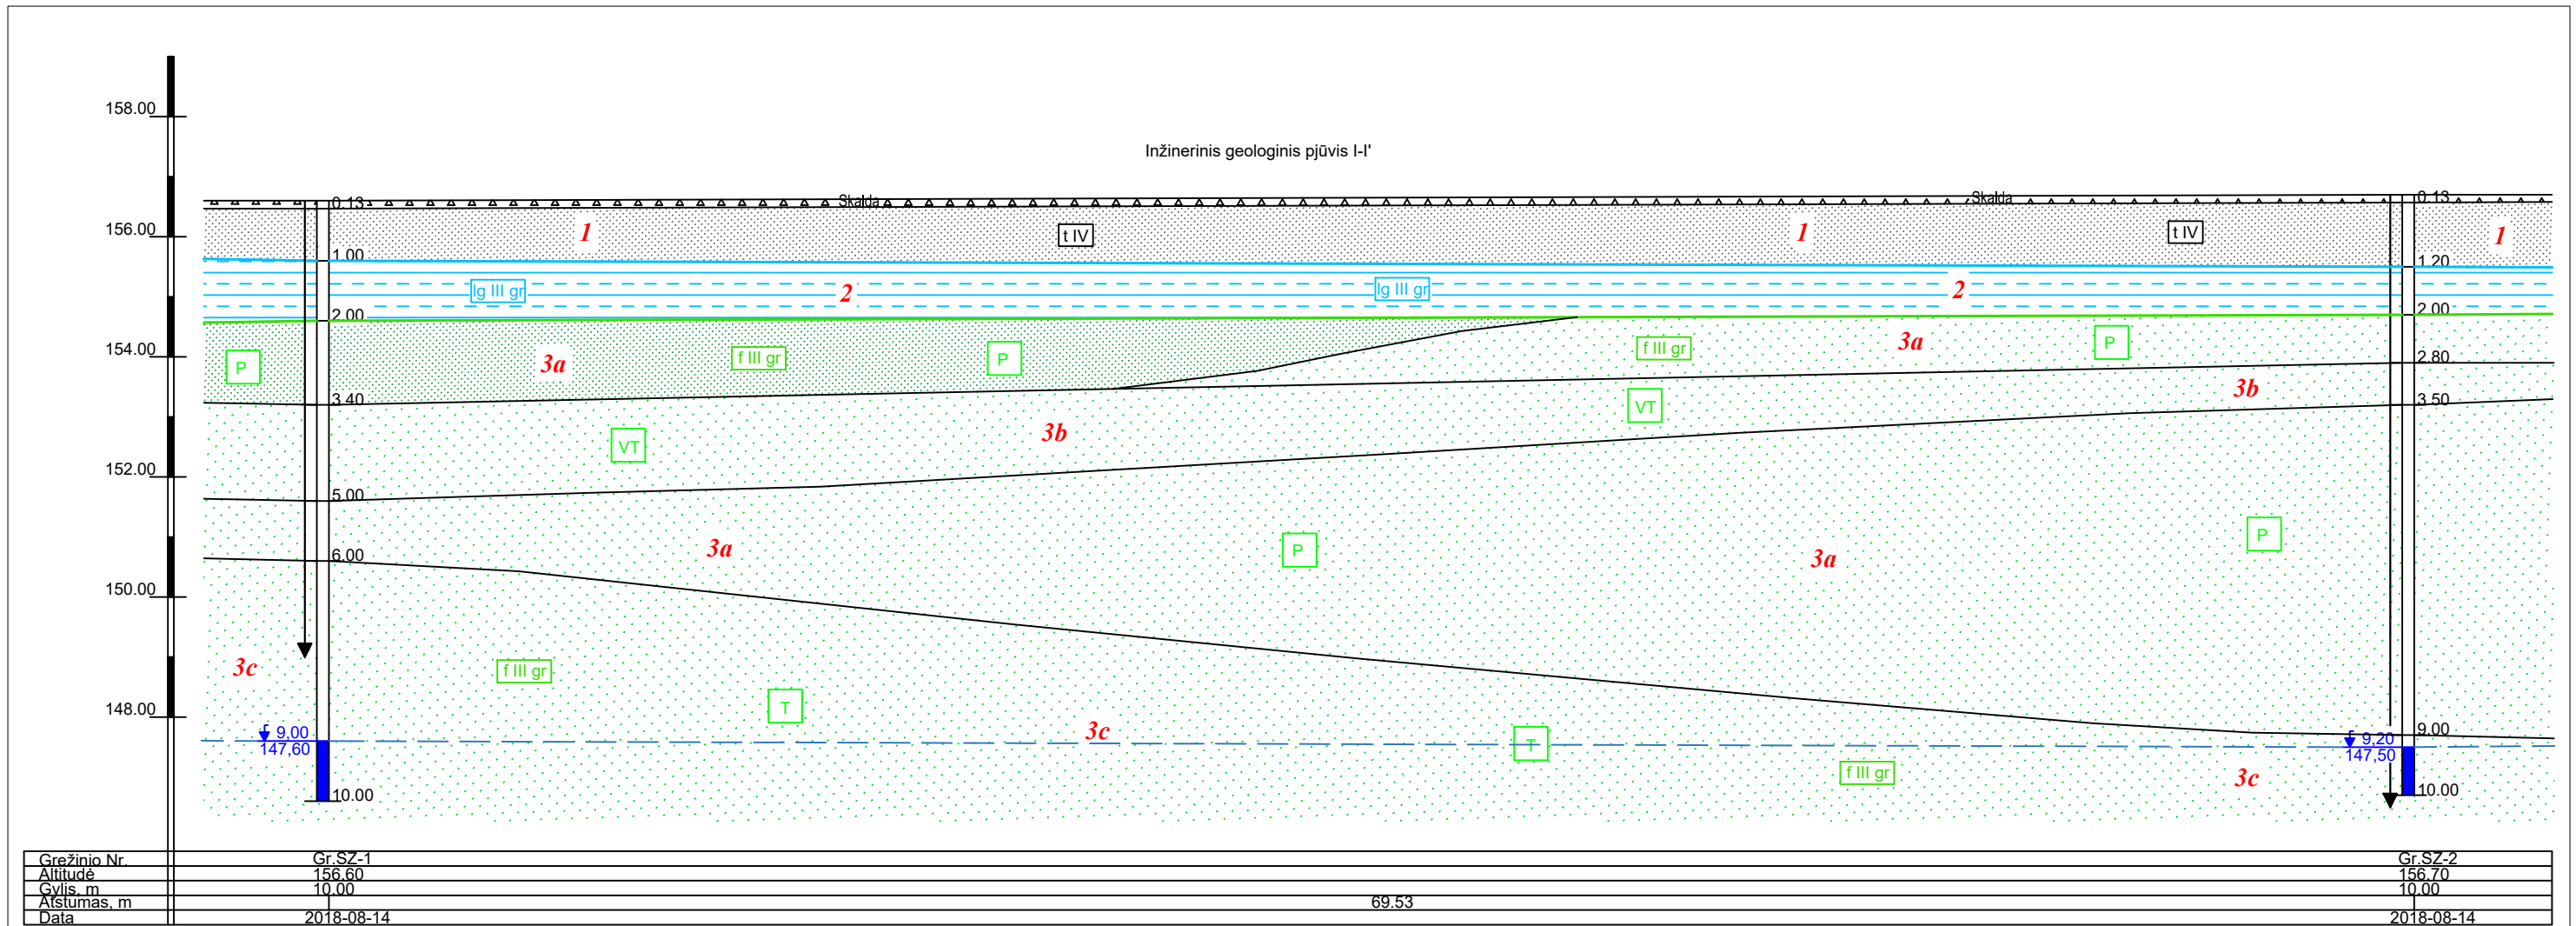 158.00
Inžinerinis geologinis pjūvis I-I'
0.13 Skalda Skalda 0.13
156.00 1 t IV 1 t IV 1
1.00 1.20
lg III gr 2 lg III gr 2
2.00 2.00
154.00 P 3a f III gr P f III gr 3a P
2.80
3.40 VT 3b 3.50
VT 3b
152.00
5.00
3a P 3a P
6.00
150.00
3c f III gr
148.00 T
9,00 3c T 9.00
147,60 9,20
147,50
f III gr 3c
10.00 10.00
Grežinio Nr. Gr.SZ-1 Gr.SZ-2
Altitudė 156.60 156.70
Gylis, m 10.00 10.00
Atstumas, m 69.53
Data 2018-08-14 2018-08-14